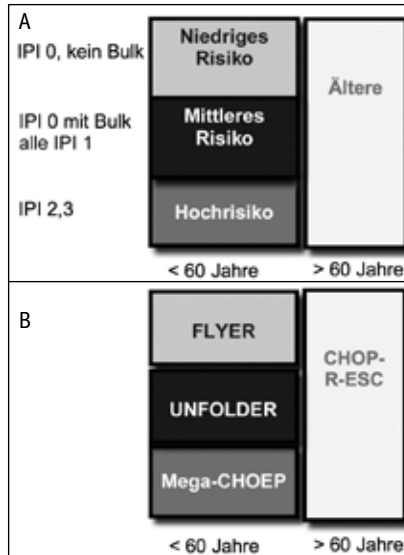 A
IPI 0, kein Bulk
Niedriges
Risiko
IPI 0 mit Bulk
alle IPI 1
Mittleres
Risiko
IPI 2,3
Hochrisiko
Ältere
< 60 Jahre
> 60 Jahre
B
FLYER
UNFOLDER
Mega-CHOEP
CHOP-
R-ESC
< 60 Jahre
> 60 Jahre